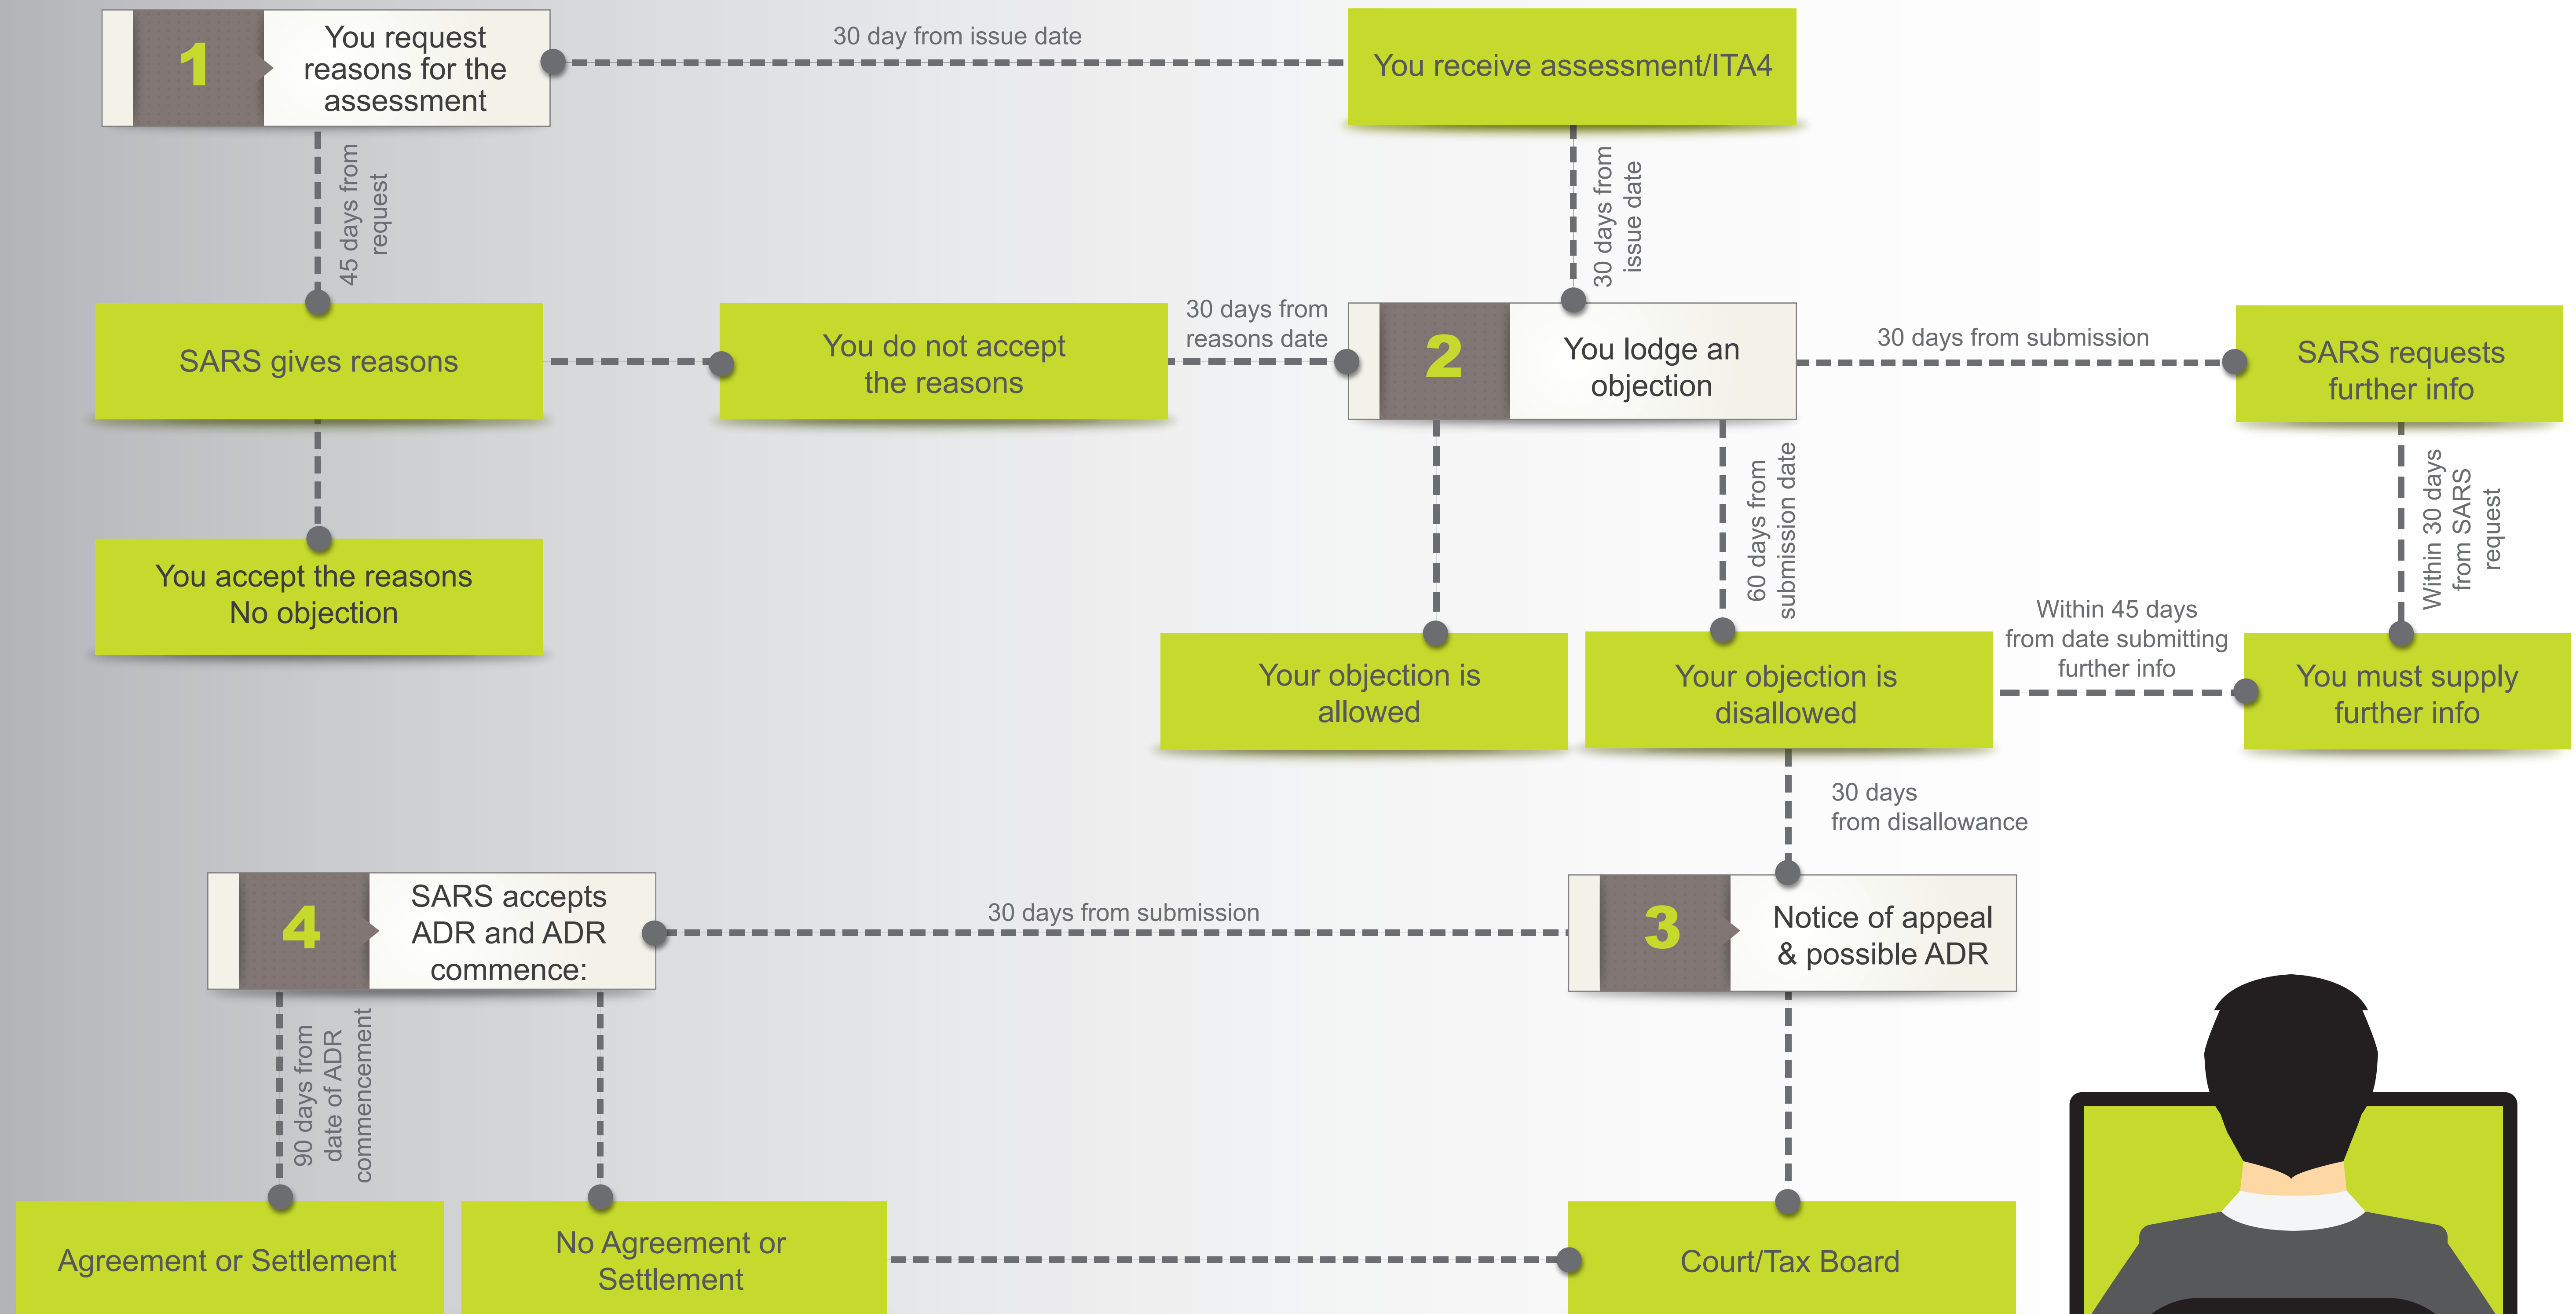 1
You request
reasons for the
assessment
30 day from issue date
You receive assessment/ITA4
45 days from
request
30 days from
issue date
SARS gives reasons
You do not accept
the reasons
30 days from
reasons date
2
You lodge an
objection
30 days from submission
SARS requests
further info
You accept the reasons
No objection
60 days from
submission date
Within 30 days
from SARS
request
Your objection is
allowed
Your objection is
disallowed
Within 45 days
from date submitting
further info
You must supply
further info
30 days
from disallowance
4
SARS accepts
ADR and ADR
commence:
30 days from submission
3
Notice of appeal
& possible ADR
90 days from
date of ADR
commencement
Agreement or Settlement
No Agreement or
Settlement
Court/Tax Board